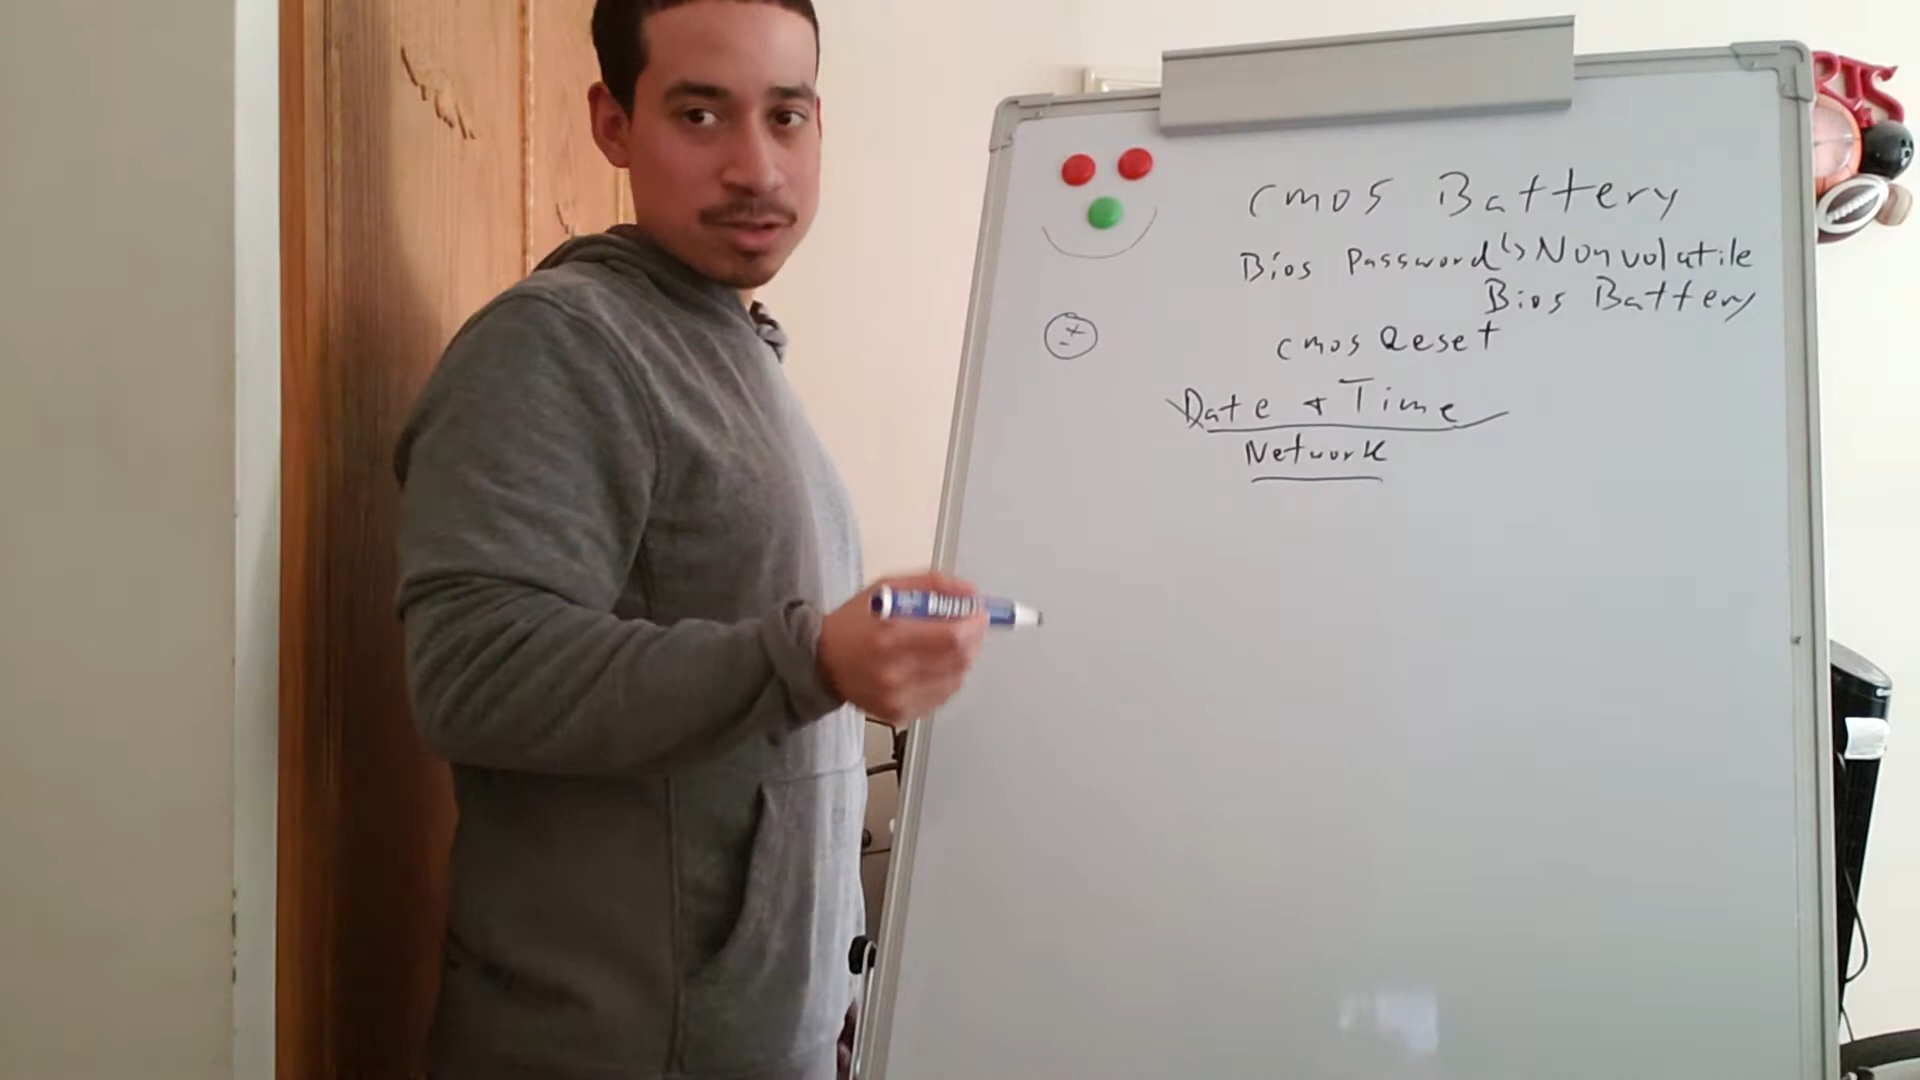 CMOS Battery
Bios Password ↳ Nonvolatile
Bios Battery
CMOS Reset
Date + Time
Network
+
-